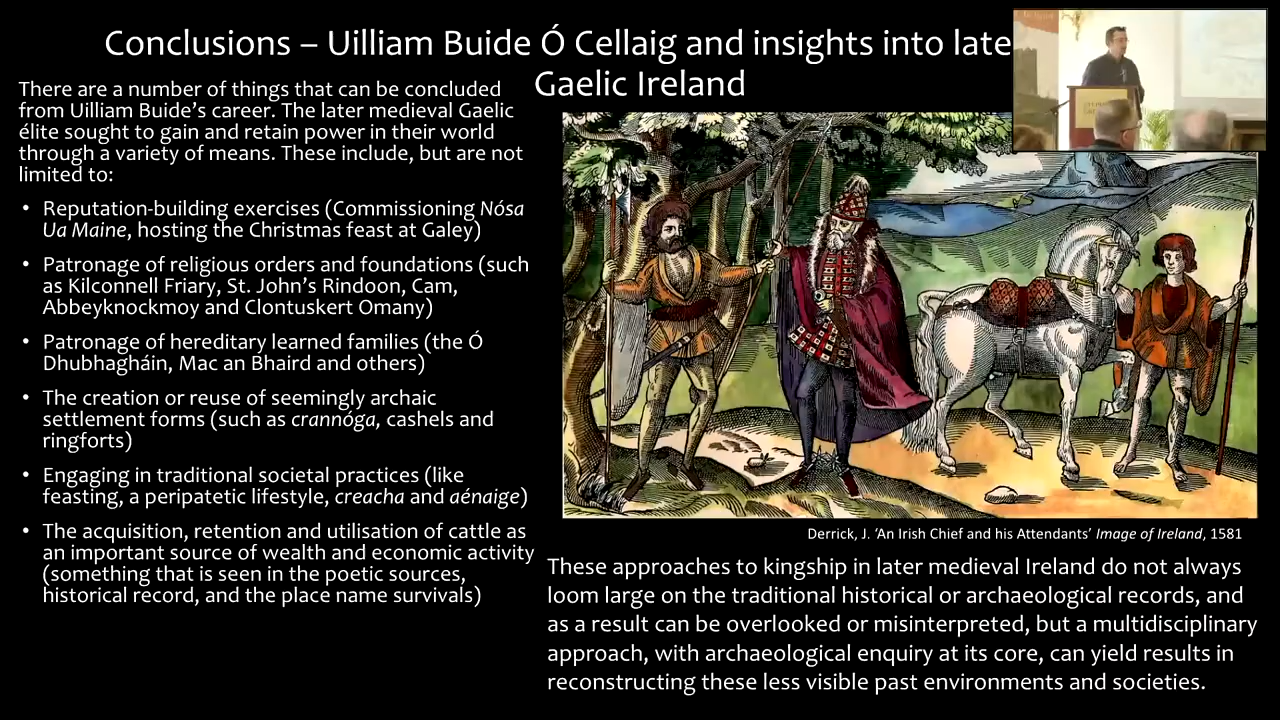 Conclusions – Uilliam Buide Ó Cellaig and insights into late
Gaelic Ireland
There are a number of things that can be concluded
from Uilliam Buide's career. The later medieval Gaelic
élite sought to gain and retain power in their world
through a variety of means. These include, but are not
limited to:
• Reputation-building exercises (Commissioning Nósa
Ua Maine, hosting the Christmas feast at Galey)
• Patronage of religious orders and foundations (such
as Kilconnell Friary, St. John's Rindoon, Cam,
Abbeyknockmoy and Clontuskert Omany)
• Patronage of hereditary learned families (the Ó
Dhubhagháin, Mac an Bhaird and others)
• The creation or reuse of seemingly archaic
settlement forms (such as crannóga, cashels and
ringforts)
• Engaging in traditional societal practices (like
feasting, a peripatetic lifestyle, creacha and aénaige)
• The acquisition, retention and utilisation of cattle as
an important source of wealth and economic activity
(something that is seen in the poetic sources,
historical record, and the place name survivals)
Derrick, J. ‘An Irish Chief and his Attendants’ Image of Ireland, 1581
These approaches to kingship in later medieval Ireland do not always
loom large on the traditional historical or archaeological records, and
as a result can be overlooked or misinterpreted, but a multidisciplinary
approach, with archaeological enquiry at its core, can yield results in
reconstructing these less visible past environments and societies.